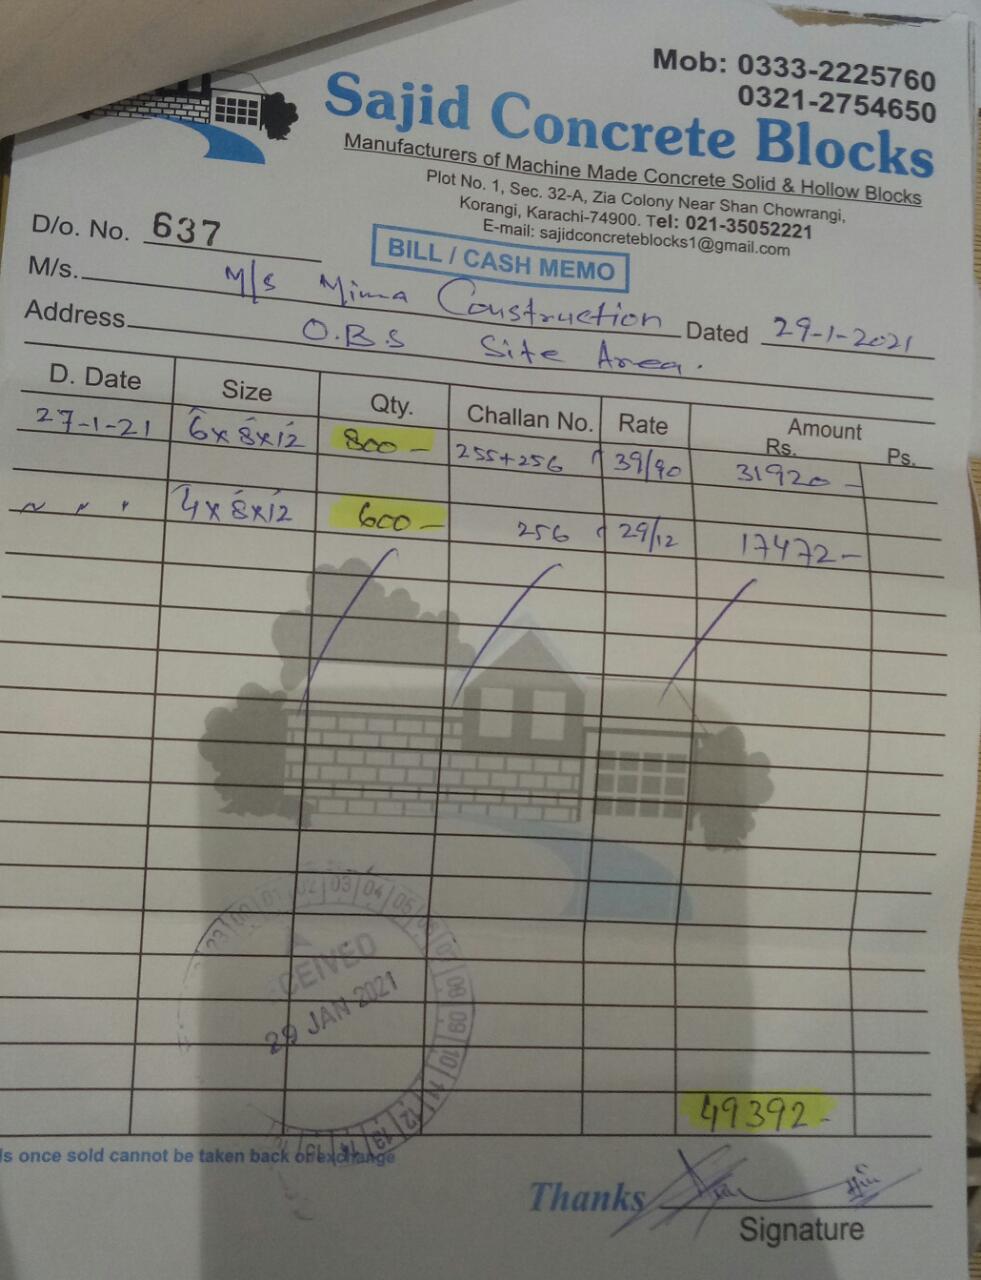 Mob: 0333-2225760
0321-2754650
Sajid Concrete Blocks
Manufacturers of Machine Made Concrete Solid & Hollow Blocks
Plot No. 1, Sec. 32-A, Zia Colony Near Shan Chowrangi,
Korangi, Karachi-74900. Tel: 021-35052221
E-mail: sajidconcreteblocks1@gmail.com
D/o. No. 637
BILL / CASH MEMO
M/s. M/s Mima Construction Dated 29-1-2021
Address O.B.S Site Area.
D. Date Size Qty. Challan No. Rate Amount
Rs. Ps.
27-1-21 6x8x12 800- 255+256 39/90 31920-
4x8x12 600- 256 29/12 17472-
02 03 04 05
08
09
10
11
12
13
14
CEIVED
29 JAN 2021
49392-
s once sold cannot be taken back or exchange
Thanks
Signature